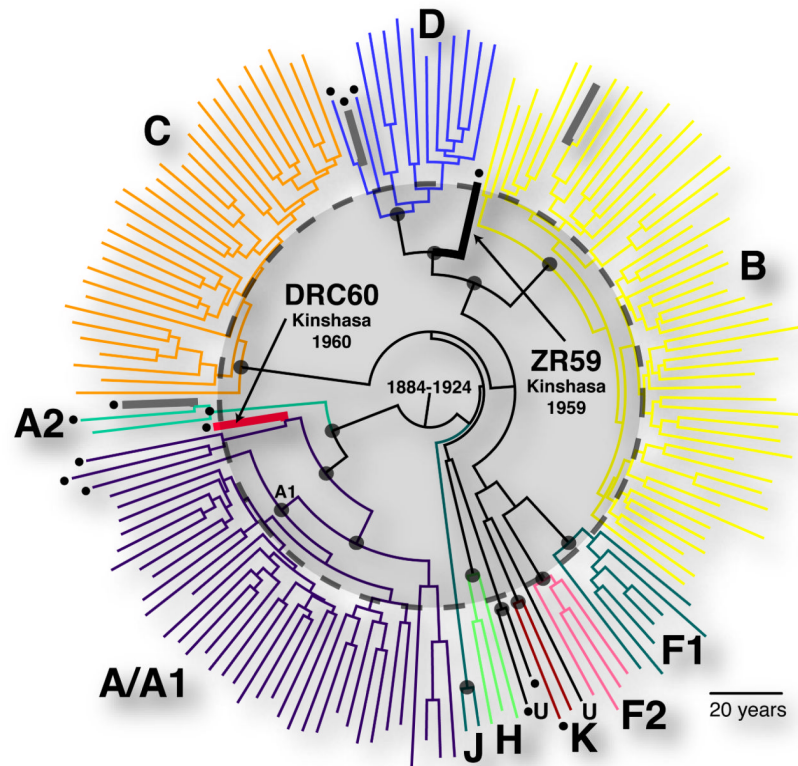 D
C
B
DRC60
Kinshasa
1960
ZR59
Kinshasa
1959
1884-1924
A2
A1
A/A1
J
H
U
K
U
F2
F1
20 years